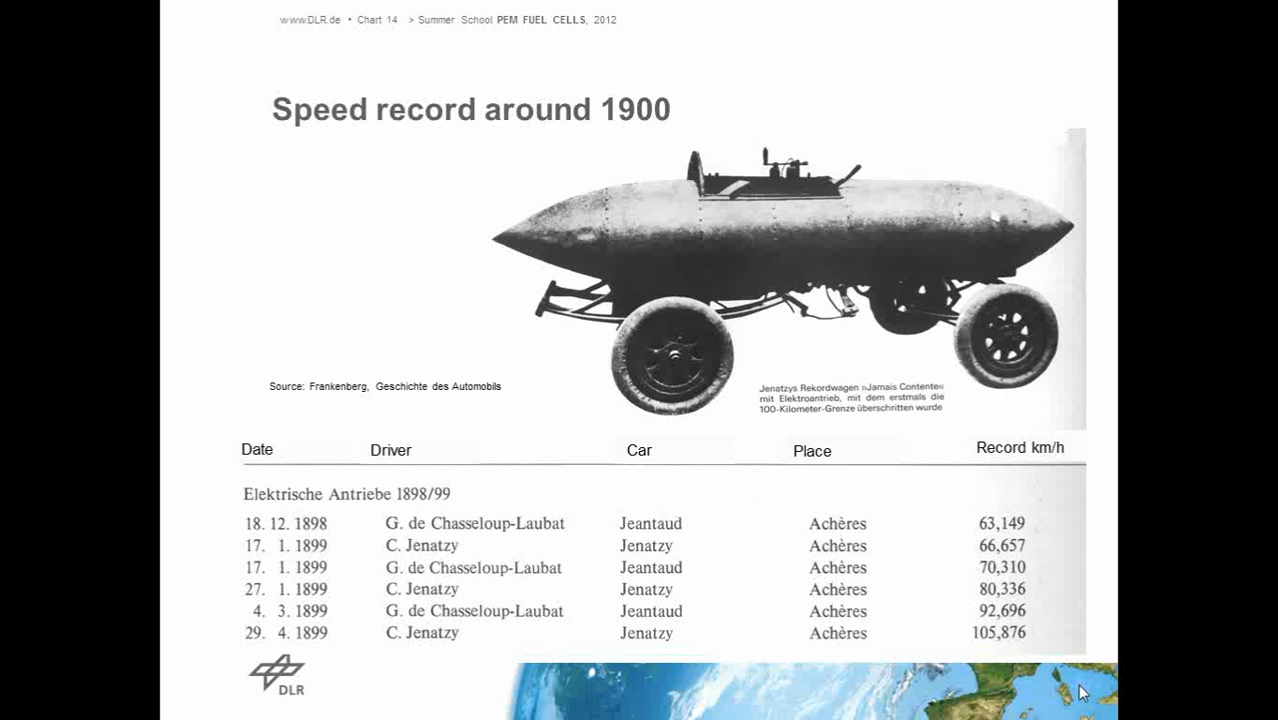 www.DLR.de • Chart 14 > Summer School PEM FUEL CELLS, 2012
Speed record around 1900
Source: Frankenberg, Geschichte des Automobils
Jenatzys Rekordwagen »Jamais Contente«
mit Elektroantrieb, mit dem erstmals die
100-Kilometer-Grenze überschritten wurde
Date Driver Car Place Record km/h
Elektrische Antriebe 1898/99
18. 12. 1898 G. de Chasseloup-Laubat Jeantaud Achères 63,149
17. 1. 1899 C. Jenatzy Jenatzy Achères 66,657
17. 1. 1899 G. de Chasseloup-Laubat Jeantaud Achères 70,310
27. 1. 1899 C. Jenatzy Jenatzy Achères 80,336
4. 3. 1899 G. de Chasseloup-Laubat Jeantaud Achères 92,696
29. 4. 1899 C. Jenatzy Jenatzy Achères 105,876
DLR